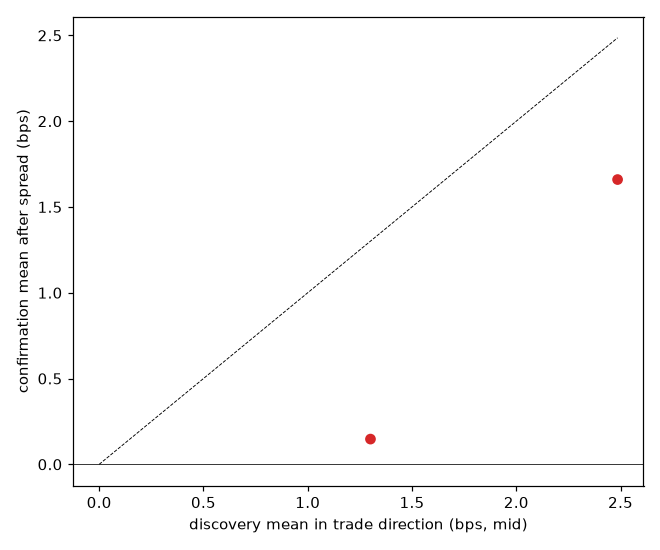 2.5
2.0
1.5
1.0
0.5
0.0
confirmation mean after spread (bps)
0.0 0.5 1.0 1.5 2.0 2.5
discovery mean in trade direction (bps, mid)